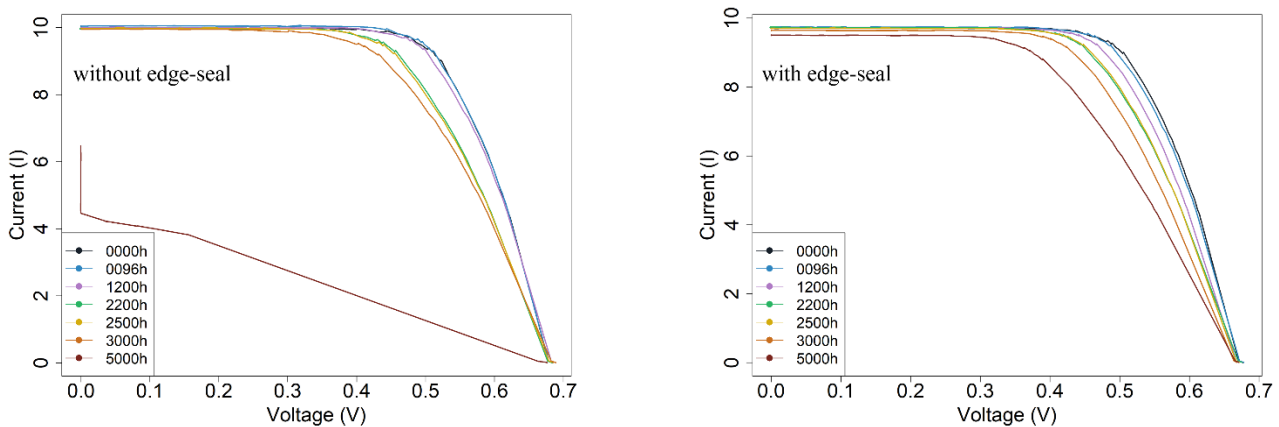 without edge-seal
Current (I)
10
8
6
4
2
0
0000h
0096h
1200h
2200h
2500h
3000h
5000h
0.0 0.1 0.2 0.3 0.4 0.5 0.6 0.7
Voltage (V)
with edge-seal
Current (I)
10
8
6
4
2
0
0000h
0096h
1200h
2200h
2500h
3000h
5000h
0.0 0.1 0.2 0.3 0.4 0.5 0.6 0.7
Voltage (V)